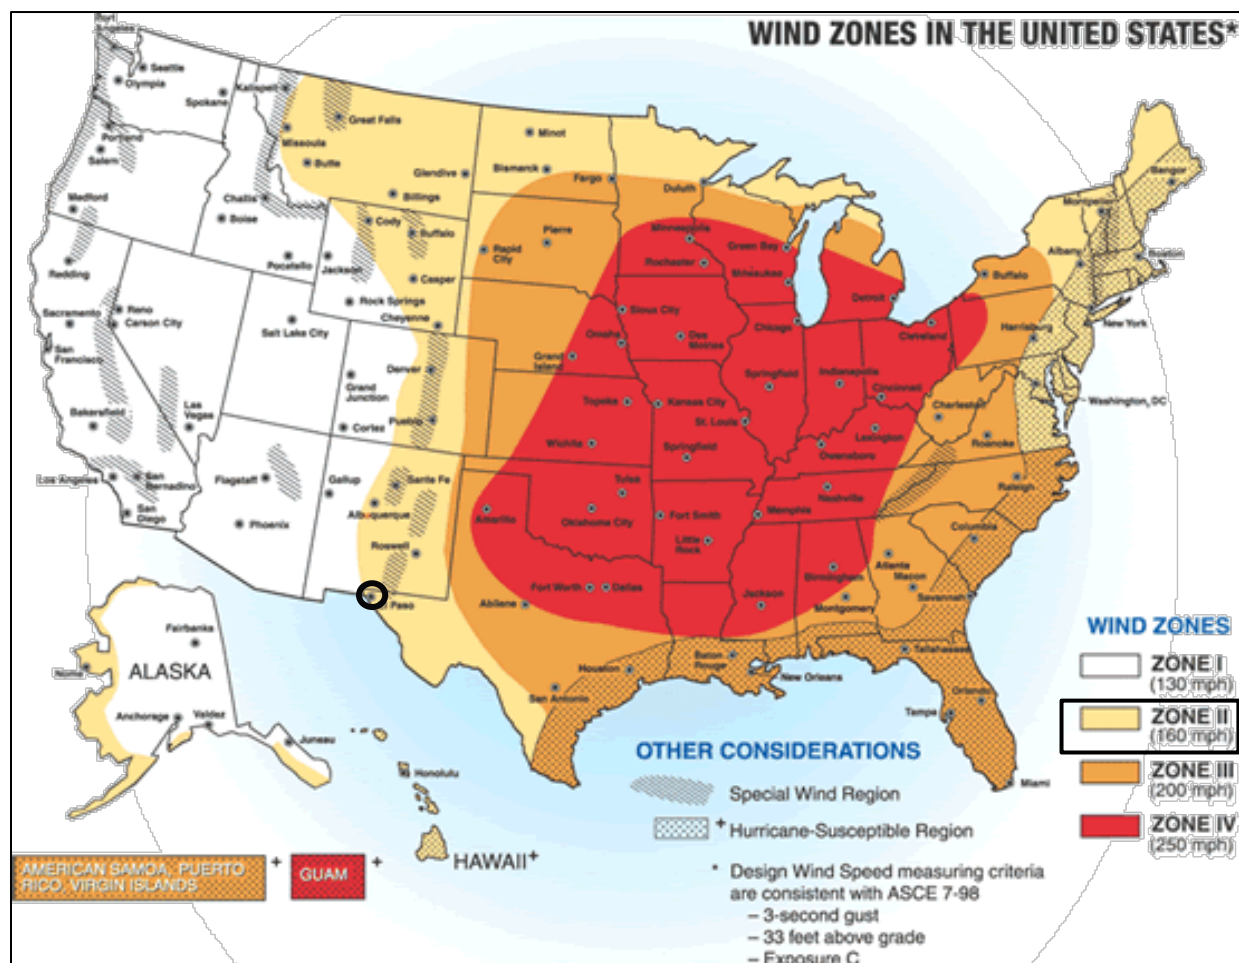 WIND ZONES IN THE UNITED STATES*
Port
Angeles
Seattle
Olympia
Spokane
Kalispell
Great Falls
Minot
Portland
Missoula
Salem
Butte
Glendive
Bismarck
Fargo
Duluth
Bangor
Medford
Challis
Billings
Montpelier
Boise
Cody
Buffalo
Pierre
Minneapolis
Green Bay
Albany
Boston
Redding
Pocatello
Jackson
Rapid
City
Rochester
Milwaukee
Buffalo
Casper
Detroit
Sacramento
Reno
Carson City
Rock Springs
Cheyenne
Sioux City
Salt Lake City
Omaha
Des
Moines
Chicago
Cleveland
Harrisburg
New York
San
Francisco
Grand
Island
Grand
Junction
Denver
Springfield
Indianapolis
Cincinnati
Washington, DC
Bakersfield
Las
Vegas
Topeka
Kansas City
Charleston
Cortez
Pueblo
St. Louis
Lexington
Roanoke
Wichita
Springfield
Owensboro
Los Angeles
San
Bernadino
Flagstaff
Gallup
Sante Fe
Tulsa
Nashville
Raleigh
San
Diego
Phoenix
Albuquerque
Amarillo
Oklahoma City
Fort Smith
Memphis
Columbia
Roswell
Little
Rock
Atlanta
Birmingham
Macon
Fort Worth
Dallas
El Paso
Abilene
Jackson
Montgomery
Savannah
Fairbanks
ALASKA
Nome
Anchorage
Valdez
Juneau
Houston
Baton
Rouge
New Orleans
Tallahassee
San Antonio
Orlando
Tampa
Miami
Honolulu
HAWAII+
WIND ZONES
ZONE I
(130 mph)
ZONE II
(160 mph)
ZONE III
(200 mph)
ZONE IV
(250 mph)
OTHER CONSIDERATIONS
Special Wind Region
+ Hurricane-Susceptible Region
* Design Wind Speed measuring criteria
are consistent with ASCE 7-98
– 3-second gust
– 33 feet above grade
– Exposure C
AMERICAN SAMOA, PUERTO
RICO, VIRGIN ISLANDS
+
GUAM
+